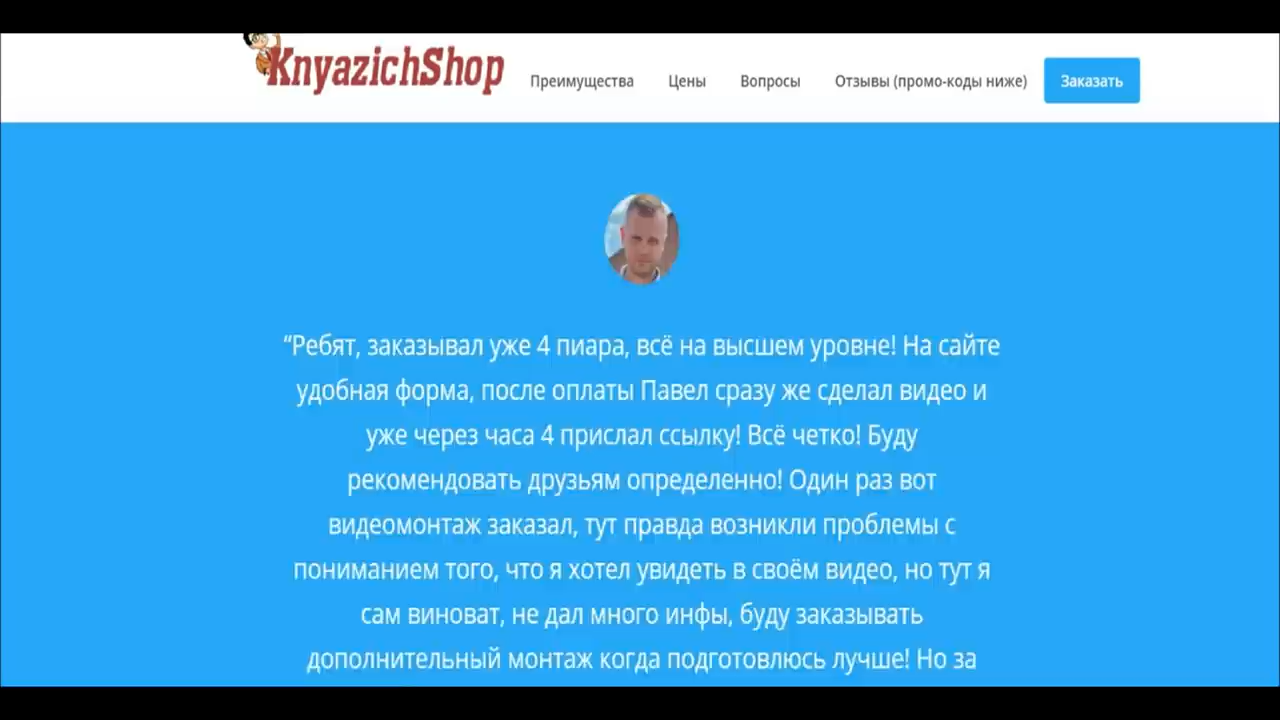 KnyazichShop
Преимущества
Цены
Вопросы
Отзывы (промо-коды ниже)
Заказать
“Ребят, заказывал уже 4 пиара, всё на высшем уровне! На сайте
удобная форма, после оплаты Павел сразу же сделал видео и
уже через часа 4 прислал ссылку! Всё четко! Буду
рекомендовать друзьям определенно! Один раз вот
видеомонтаж заказал, тут правда возникли проблемы с
пониманием того, что я хотел увидеть в своём видео, но тут я
сам виноват, не дал много инфы, буду заказывать
дополнительный монтаж когда подготовлюсь лучше! Но за